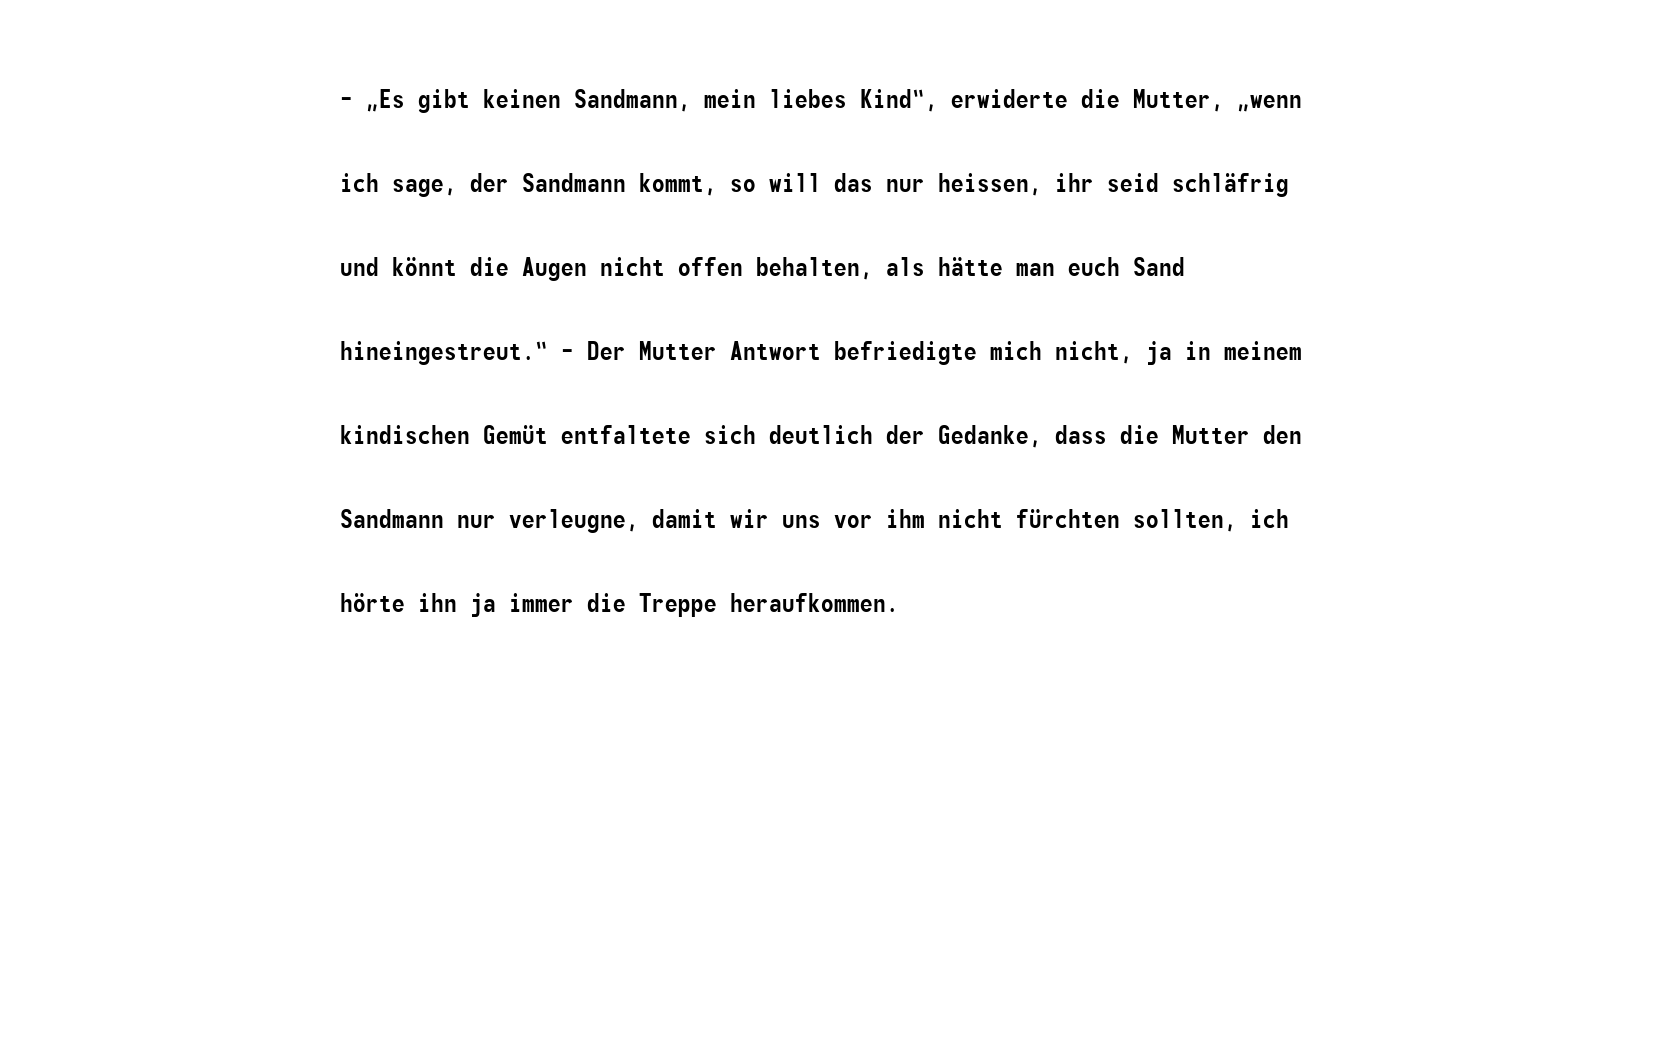 – „Es gibt keinen Sandmann, mein liebes Kind“, erwiderte die Mutter, „wenn
ich sage, der Sandmann kommt, so will das nur heissen, ihr seid schläfrig
und könnt die Augen nicht offen behalten, als hätte man euch Sand
hineingestreut.“ – Der Mutter Antwort befriedigte mich nicht, ja in meinem
kindischen Gemüt entfaltete sich deutlich der Gedanke, dass die Mutter den
Sandmann nur verleugne, damit wir uns vor ihm nicht fürchten sollten, ich
hörte ihn ja immer die Treppe heraufkommen.